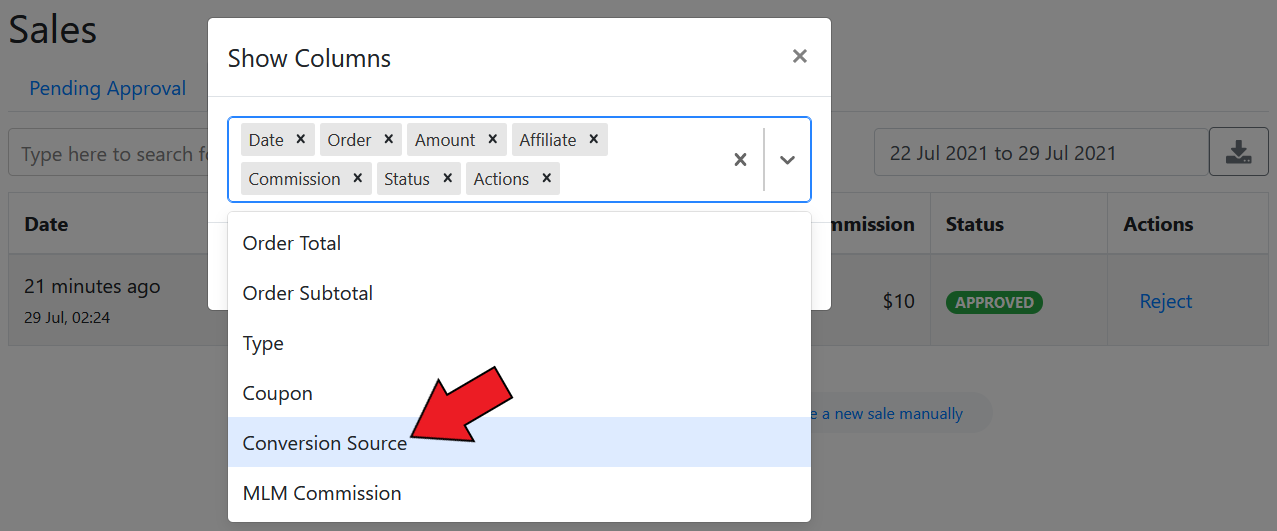 Sales
Show Columns
×
Pending Approval
Date × Order × Amount × Affiliate ×
Commission × Status × Actions ×
Type here to search fo
22 Jul 2021 to 29 Jul 2021
Date
mmission
Status
Actions
21 minutes ago
29 Jul, 02:24
$10
APPROVED
Reject
Order Total
Order Subtotal
Type
Coupon
Conversion Source
MLM Commission
e a new sale manually